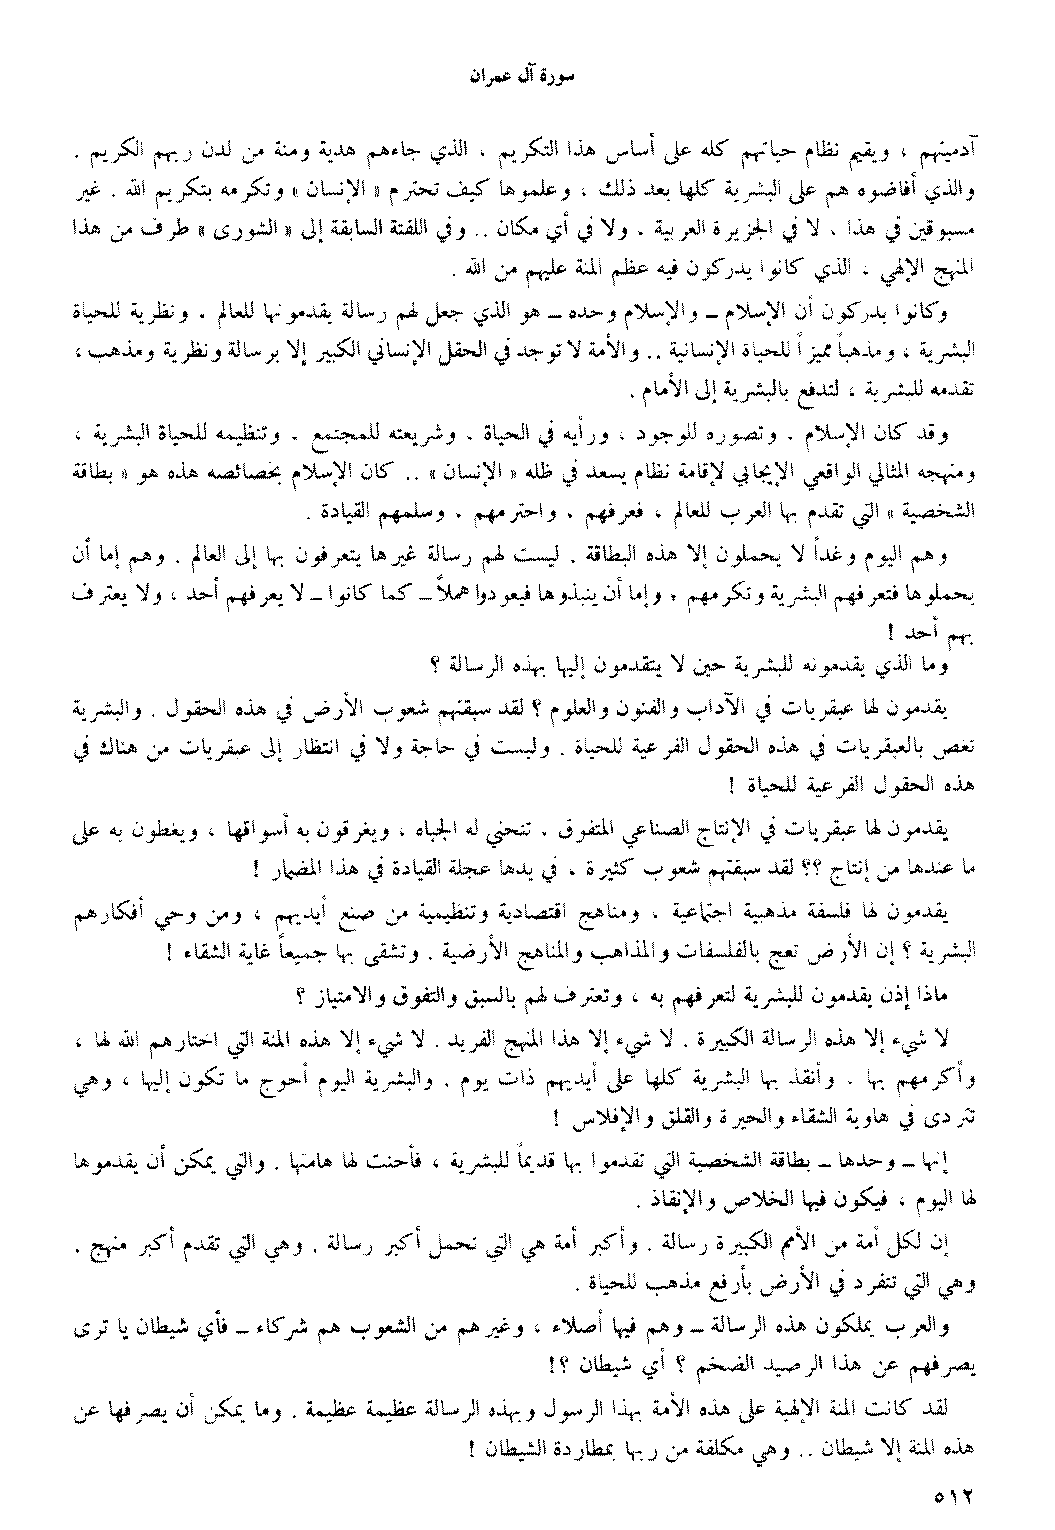 سورة آل عمران
آدميتهم ، ويقيم نظام حياتهم كله على أساس هذا التكريم ، الذي جاءهم هدية ومنة من لدن ربهم الكريم .
والذي أفاضوه هم على البشرية كلها بعد ذلك ، وعلموها كيف تحترم « الإنسان » وتكرمه بتكريم الله . غير
مسبوقين في هذا ، لا في الجزيرة العربية ، ولا في أي مكان .. وفي اللفتة السابقة إلى « الشورى » طرف من هذا
المنهج الإلهي ، الذي كانوا يدركون فيه عظم المنة عليهم من الله .
وكانوا يدركون أن الإسلام – والإسلام وحده – هو الذي جعل لهم رسالة يقدمونها للعالم ، ونظرية للحياة
البشرية ، ومذهباً مميزاً للحياة الإنسانية .. والأمة لا توجد في الحقل الإنساني الكبير إلا برسالة ونظرية ومذهب ،
تقدمه للبشرية ، لتدفع بالبشرية إلى الأمام .
وقد كان الإسلام ، وتصوره للوجود ، ورأيه في الحياة ، وشريعته للمجتمع ، وتنظيمه للحياة البشرية ،
ومنهجه المثالي الواقعي الإيجابي لإقامة نظام يسعد في ظله « الإنسان » .. كان الإسلام بخصائصه هذه هو « بطاقة
الشخصية » التي تقدم بها العرب للعالم ، فعرفهم ، واحترمهم ، وسلمهم القيادة .
وهم اليوم وغداً لا يحملون إلا هذه البطاقة . ليست لهم رسالة غيرها يتعرفون بها إلى العالم . وهم إما أن
يحملوها فتعرفهم البشرية وتكرمهم ؛ وإما أن ينبذوها فيعودوا هملاً – كما كانوا – لا يعرفهم أحد ، ولا يعترف
بهم أحد !
وما الذي يقدمونه للبشرية حين لا يتقدمون إليها بهذه الرسالة ؟
يقدمون لها عبقريات في الآداب والفنون والعلوم ؟ لقد سبقتهم شعوب الأرض في هذه الحقول . والبشرية
تغص بالعبقريات في هذه الحقول الفرعية للحياة . وليست في حاجة ولا في انتظار إلى عبقريات من هناك في
هذه الحقول الفرعية للحياة !
يقدمون لها عبقريات في الإنتاج الصناعي المتفوق ، تنحني له الجباه ، ويغرقون به أسواقها ، ويغطون به على
ما عندها من إنتاج ؟؟ لقد سبقتهم شعوب كثيرة ، في يدها عجلة القيادة في هذا المضمار !
يقدمون لها فلسفة مذهبية اجتماعية ، ومناهج اقتصادية وتنظيمية من صنع أيديهم ، ومن وحي أفكارهم
البشرية ؟ إن الأرض تعج بالفلسفات والمذاهب والمناهج الأرضية . وتشقى بها جميعاً غاية الشقاء !
ماذا إذن يقدمون للبشرية لتعرفهم به ، وتعترف لهم بالسبق والتفوق والامتياز ؟
لا شيء إلا هذه الرسالة الكبيرة . لا شيء إلا هذا المنهج الفريد . لا شيء إلا هذه المنة التي اختارهم الله لها ،
وأكرمهم بها ، وأنقذ بها البشرية كلها على أيديهم ذات يوم . والبشرية اليوم أحوج ما تكون إليها ، وهي
تتردى في هاوية الشقاء والحيرة والقلق والإفلاس !
إنها – وحدها – بطاقة الشخصية التي تقدموا بها قديماً للبشرية ، فأحنت لها هامتها . والتي يمكن أن يقدموها
لها اليوم ، فيكون فيها الخلاص والإنقاذ .
إن لكل أمة من الأمم الكبيرة رسالة . وأكبر أمة هي التي تحمل أكبر رسالة . وهي التي تقدم أكبر منهج .
وهي التي تتفرد في الأرض بأرفع مذهب للحياة .
والعرب يملكون هذه الرسالة – وهم فيها أصلاء ، وغيرهم من الشعوب هم شركاء – فأي شيطان يا ترى
يصرفهم عن هذا الرصيد الضخم ؟ أي شيطان ؟!
لقد كانت المنة الإلهية على هذه الأمة بهذا الرسول وبهذه الرسالة عظيمة عظيمة . وما يمكن أن يصرفها عن
هذه المنة إلا شيطان .. وهي مكلفة من ربها بمطاردة الشيطان !
٥١٢